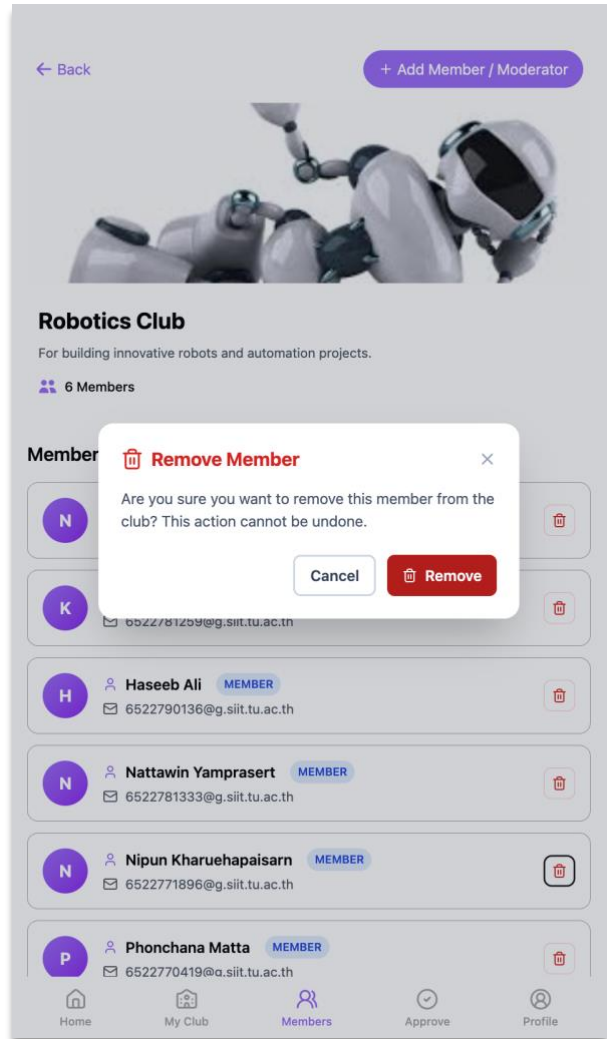 ← Back
+ Add Member / Moderator
Robotics Club
For building innovative robots and automation projects.
6 Members
Member
Remove Member
Are you sure you want to remove this member from the
club? This action cannot be undone.
Cancel
Remove
N
K
6522781259@g.siit.tu.ac.th
H
Haseeb Ali MEMBER
6522790136@g.siit.tu.ac.th
N
Nattawin Yamprasert MEMBER
6522781333@g.siit.tu.ac.th
N
Nipun Kharuehapaisarn MEMBER
6522771896@g.siit.tu.ac.th
P
Phonchana Matta MEMBER
6522770419@g.siit.tu.ac.th
Home
My Club
Members
Approve
Profile